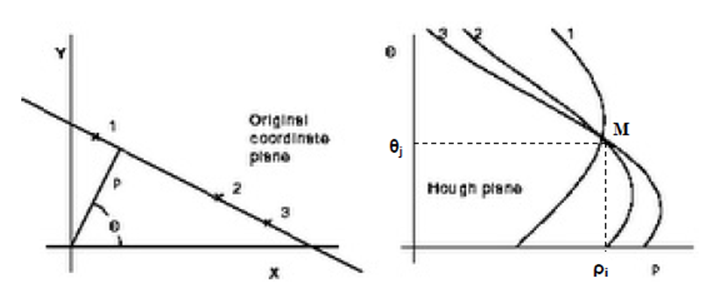 Y
1
Original
coordinate
plane
ρ
2
θ
3
X
3 2 1
θ
M
θj
Hough plane
ρi ρ